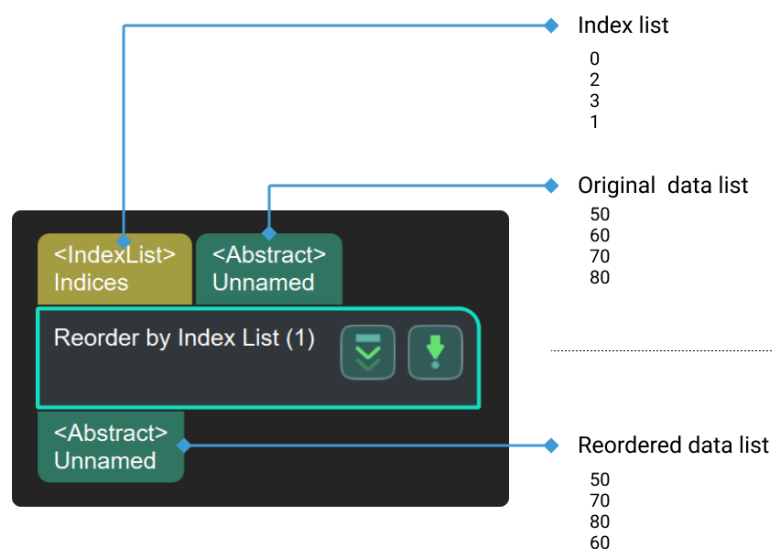 Index list
0
2
3
1
Original data list
50
60
70
80
<IndexList>
Indices
<Abstract>
Unnamed
Reorder by Index List (1)
<Abstract>
Unnamed
Reordered data list
50
70
80
60